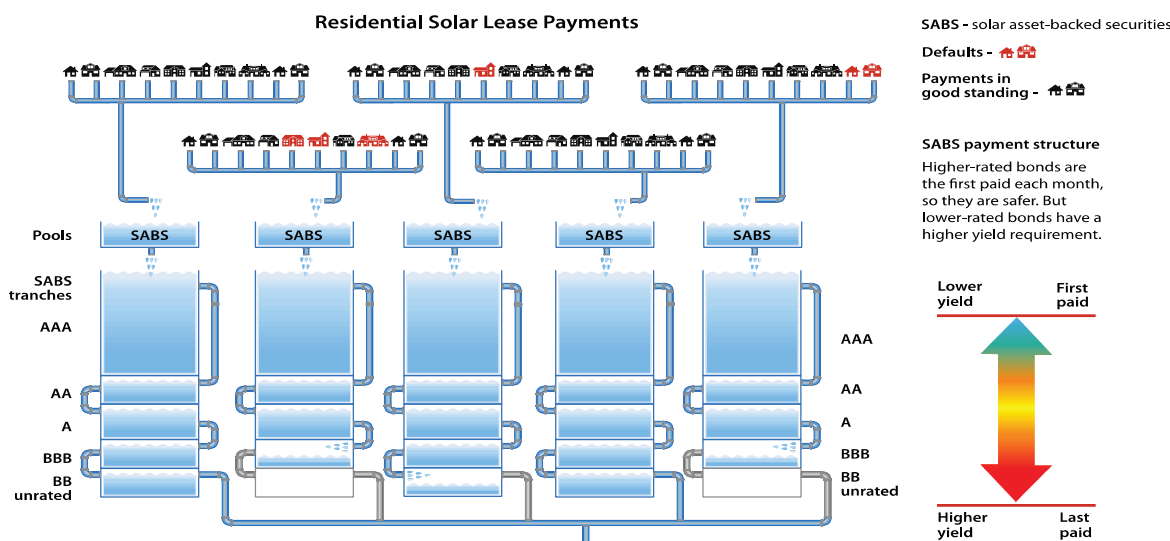 Residential Solar Lease Payments
SABS - solar asset-backed securities
Defaults -
Payments in
good standing -
SABS payment structure
Higher-rated bonds are
the first paid each month,
so they are safer. But
lower-rated bonds have a
higher yield requirement.
Pools
SABS
SABS
SABS
SABS
SABS
SABS
tranches
AAA
AA
A
BBB
BB
unrated
AAA
AA
A
BBB
BB
unrated
Lower
yield
First
paid
Higher
yield
Last
paid